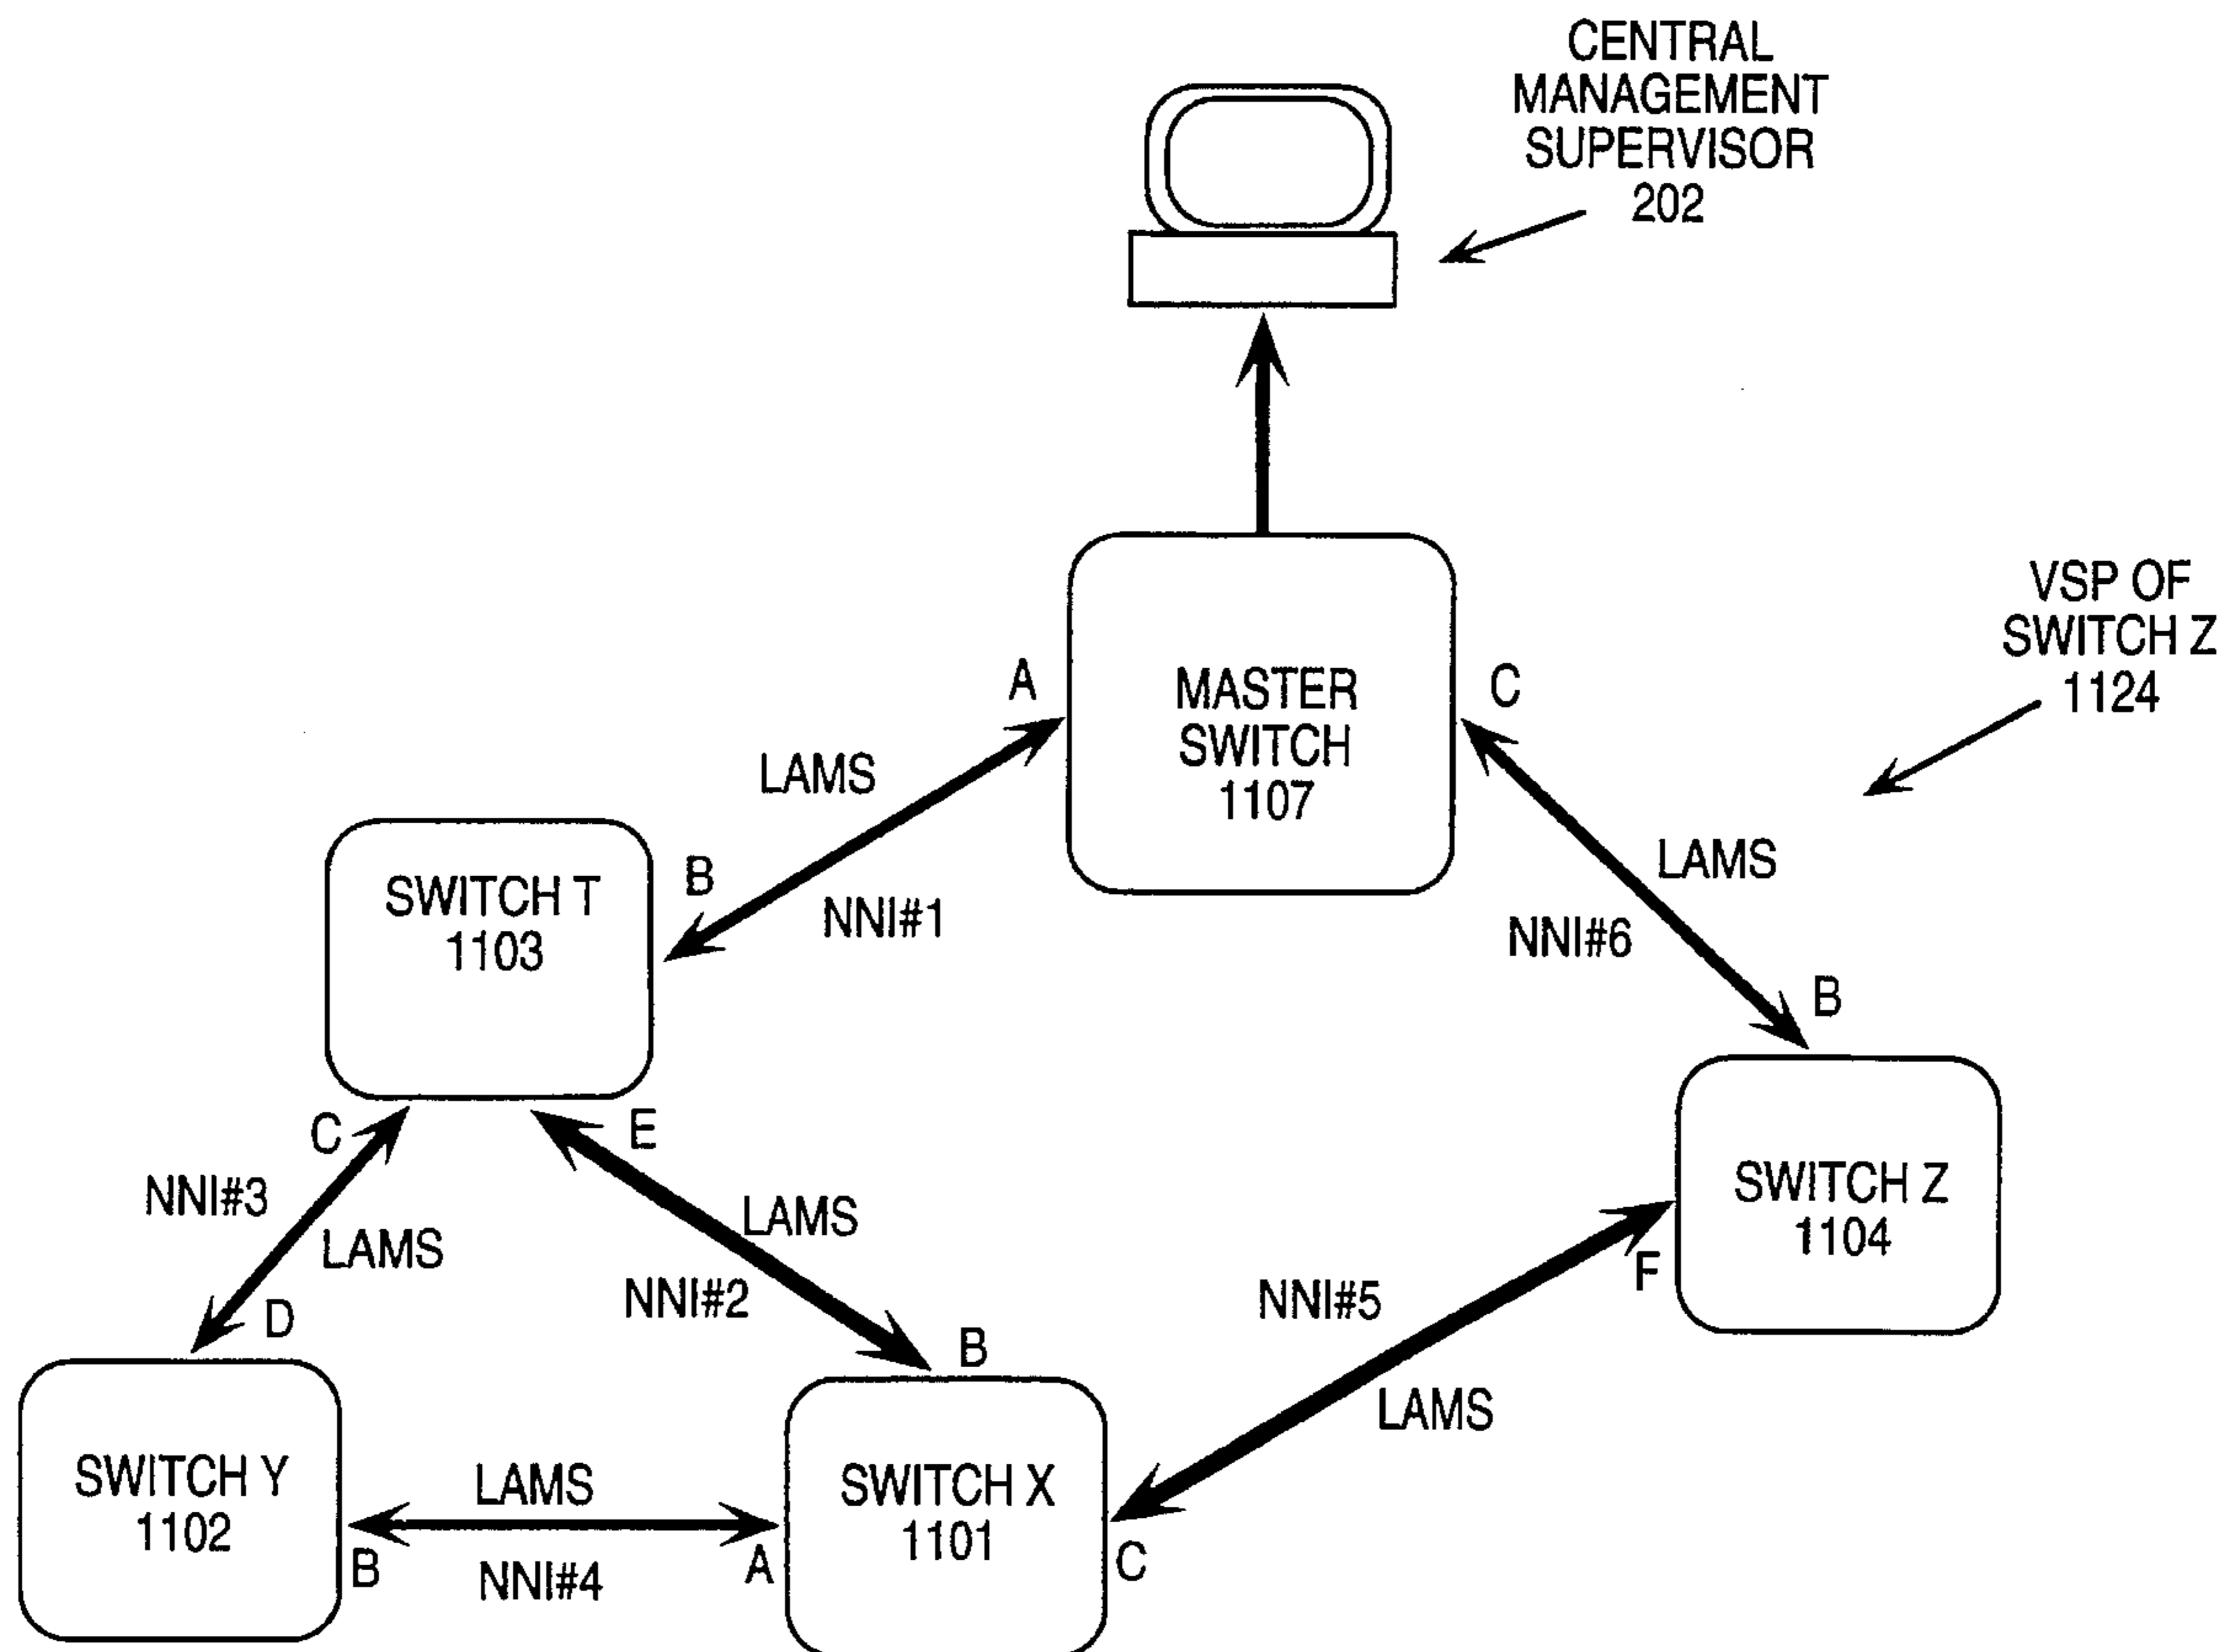 CENTRAL
MANAGEMENT
SUPERVISOR
202
VSP OF
SWITCH Z
1124
A
MASTER
SWITCH
1107
C
LAMS
LAMS
B
NNI#1
NNI#6
B
SWITCH T
1103
C
E
NNI#3
LAMS
LAMS
NNI#2
D
B
SWITCH Z
1104
F
NNI#5
LAMS
SWITCH Y
1102
B
LAMS
NNI#4
A
SWITCH X
1101
C